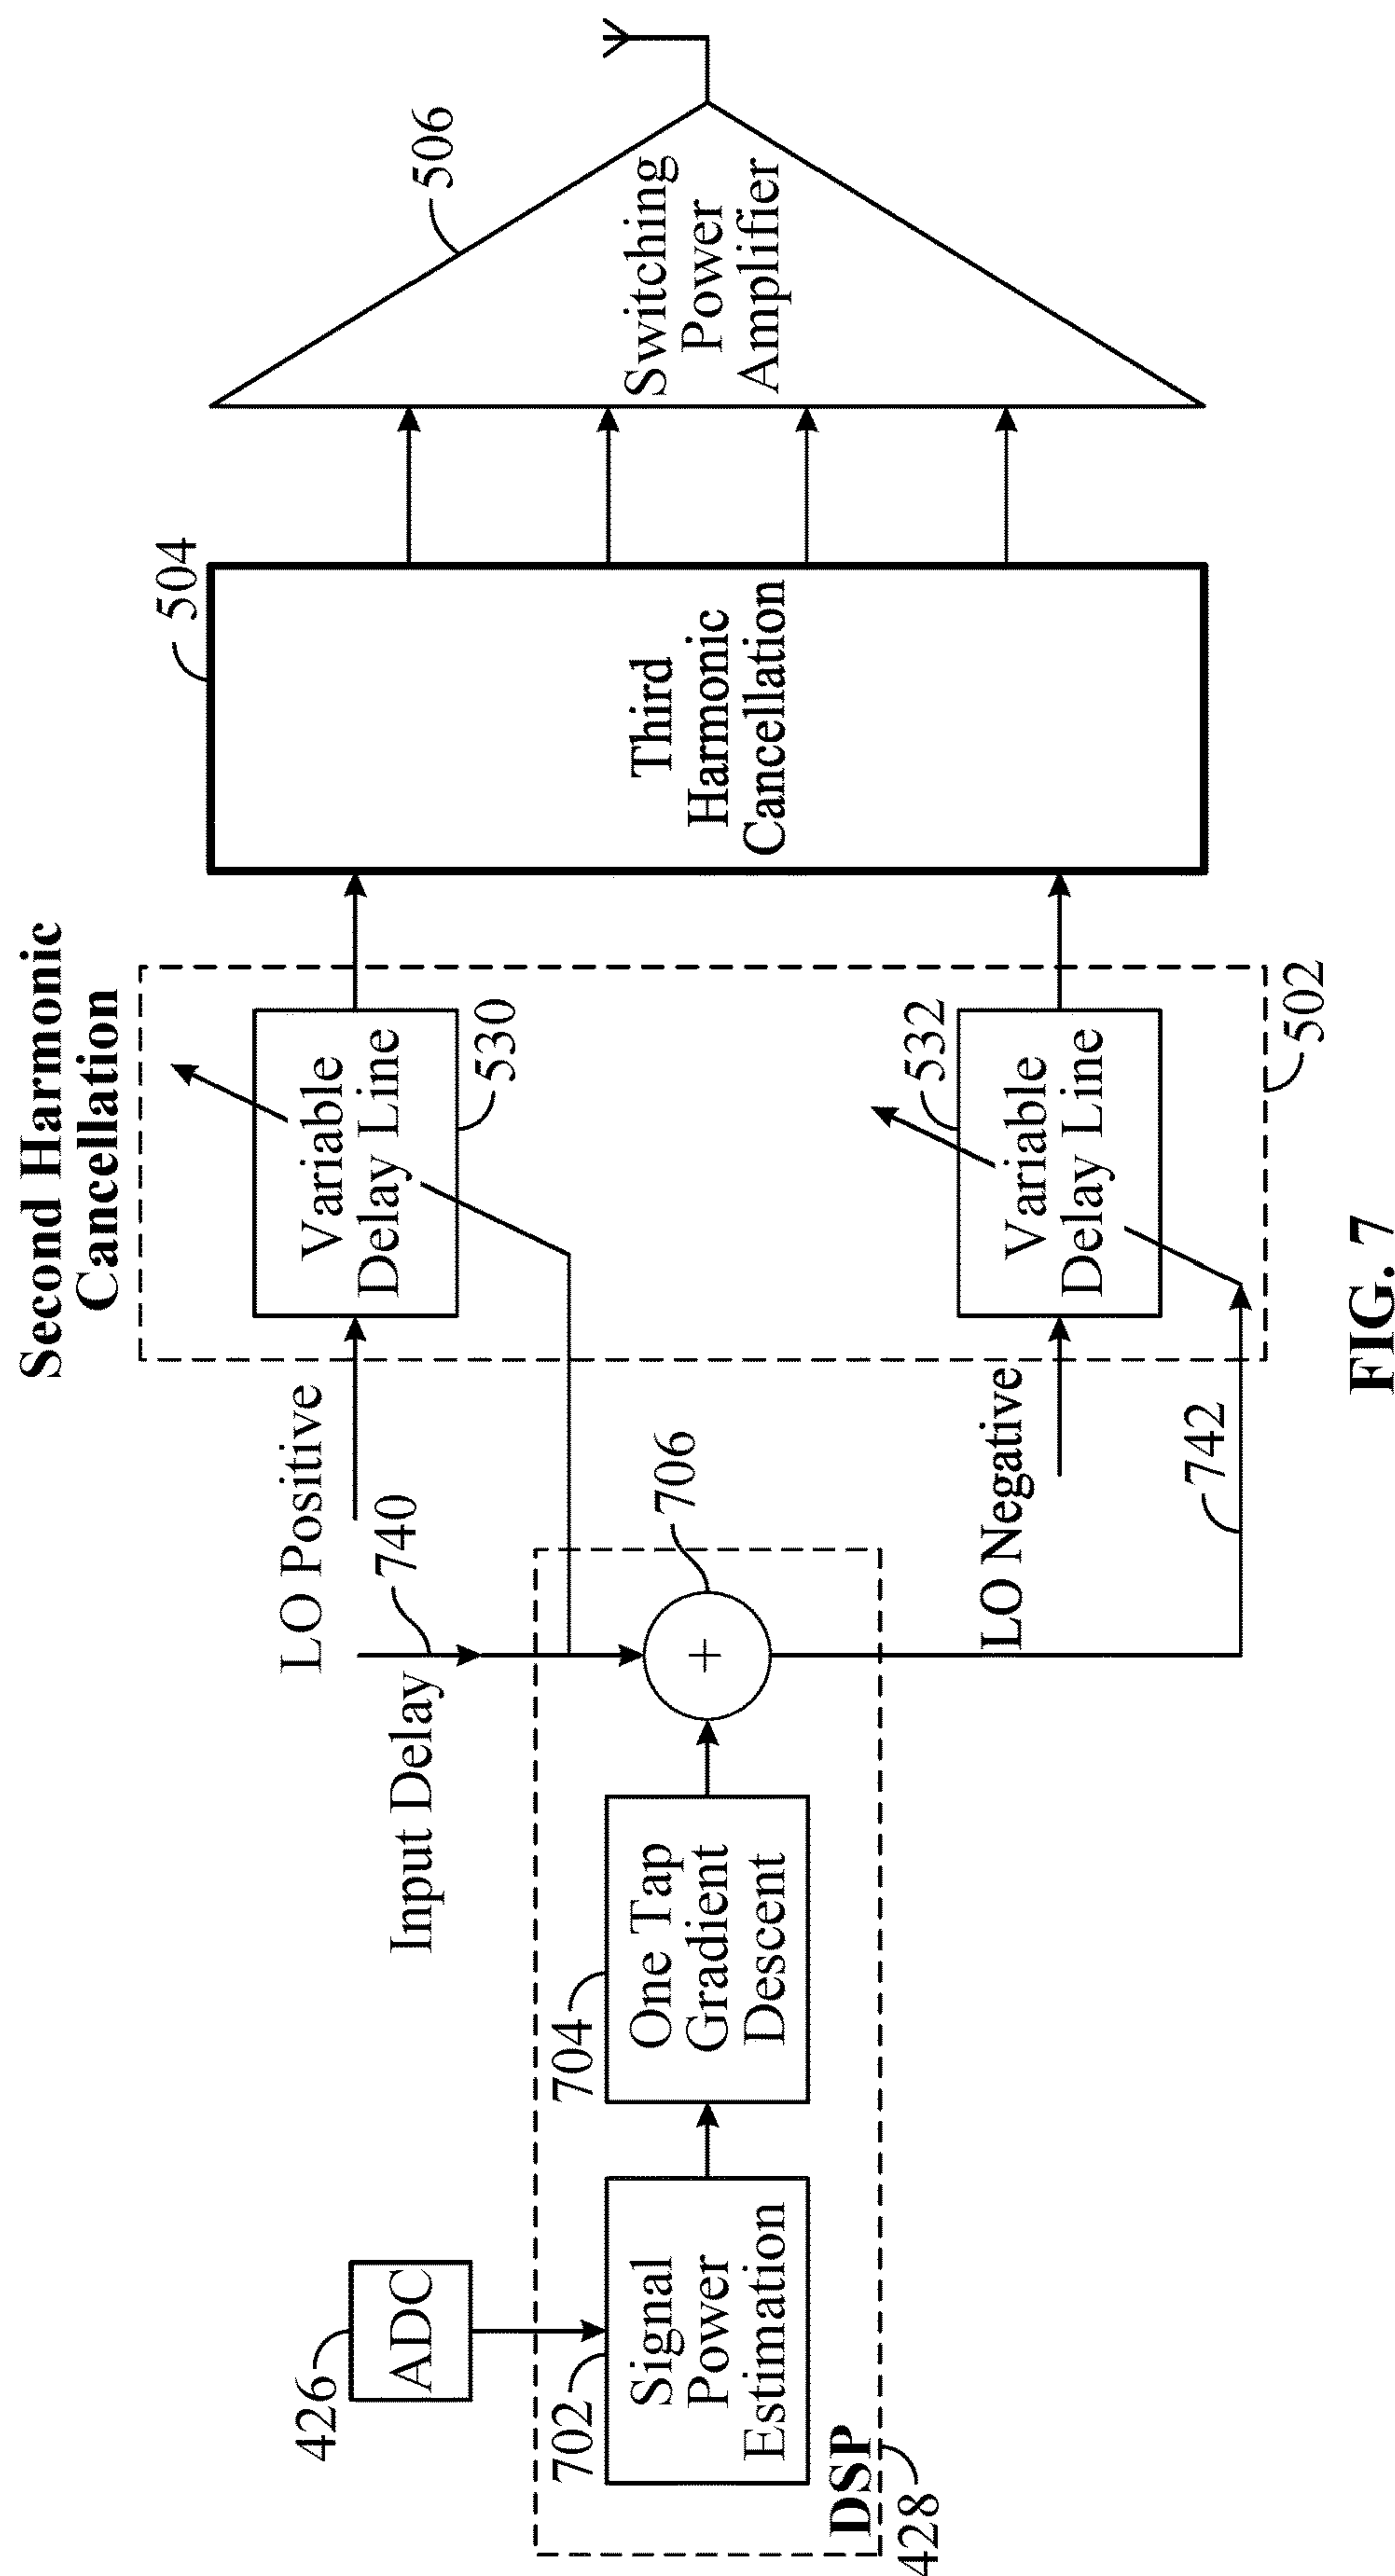 Second Harmonic
Cancellation
504
506
LO Positive
Variable
Delay Line
530
Third
Harmonic
Cancellation
Switching
Power
Amplifier
740
Input Delay
426
ADC
702
Signal
Power
Estimation
704
One Tap
Gradient
Descent
+
706
DSP
428
LO Negative
532
Variable
Delay Line
742
502
FIG. 7